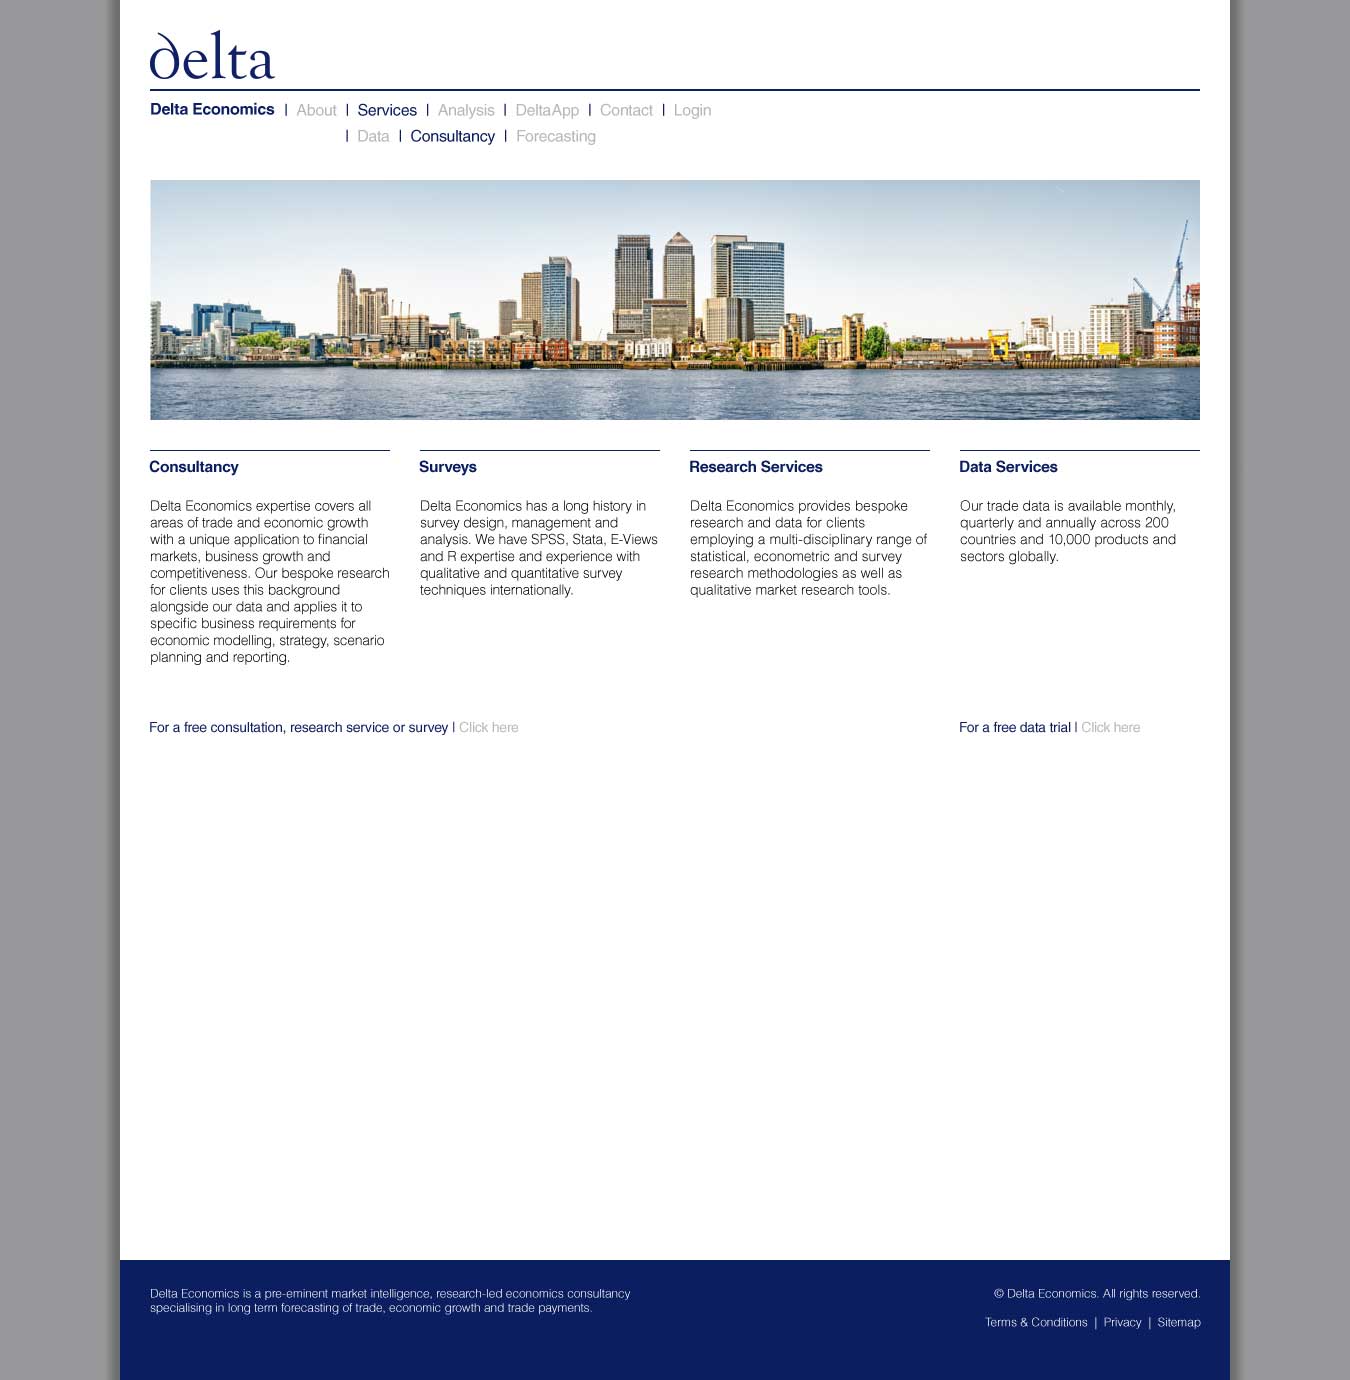 delta
Delta Economics | About | Services | Analysis | DeltaApp | Contact | Login
| Data | Consultancy | Forecasting
Consultancy
Delta Economics expertise covers all
areas of trade and economic growth
with a unique application to financial
markets, business growth and
competitiveness. Our bespoke research
for clients uses this background
alongside our data and applies it to
specific business requirements for
economic modelling, strategy, scenario
planning and reporting.
Surveys
Delta Economics has a long history in
survey design, management and
analysis. We have SPSS, Stata, E-Views
and R expertise and experience with
qualitative and quantitative survey
techniques internationally.
Research Services
Delta Economics provides bespoke
research and data for clients
employing a multi-disciplinary range of
statistical, econometric and survey
research methodologies as well as
qualitative market research tools.
Data Services
Our trade data is available monthly,
quarterly and annually across 200
countries and 10,000 products and
sectors globally.
For a free consultation, research service or survey | Click here
For a free data trial | Click here
Delta Economics is a pre-eminent market intelligence, research-led economics consultancy
specialising in long term forecasting of trade, economic growth and trade payments.
© Delta Economics. All rights reserved.
Terms & Conditions | Privacy | Sitemap